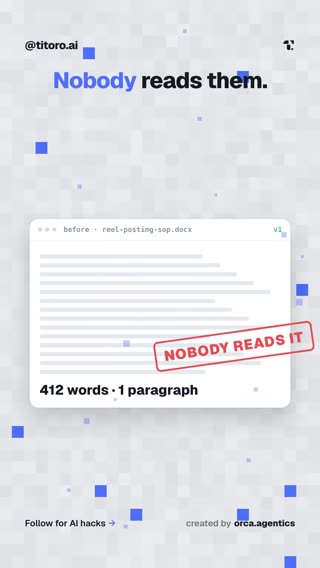 @titoro.ai
Nobody reads them.
before · reel-posting-sop.docx
v1
NOBODY READS IT
412 words · 1 paragraph
Follow for AI hacks →
created by orca.agentics